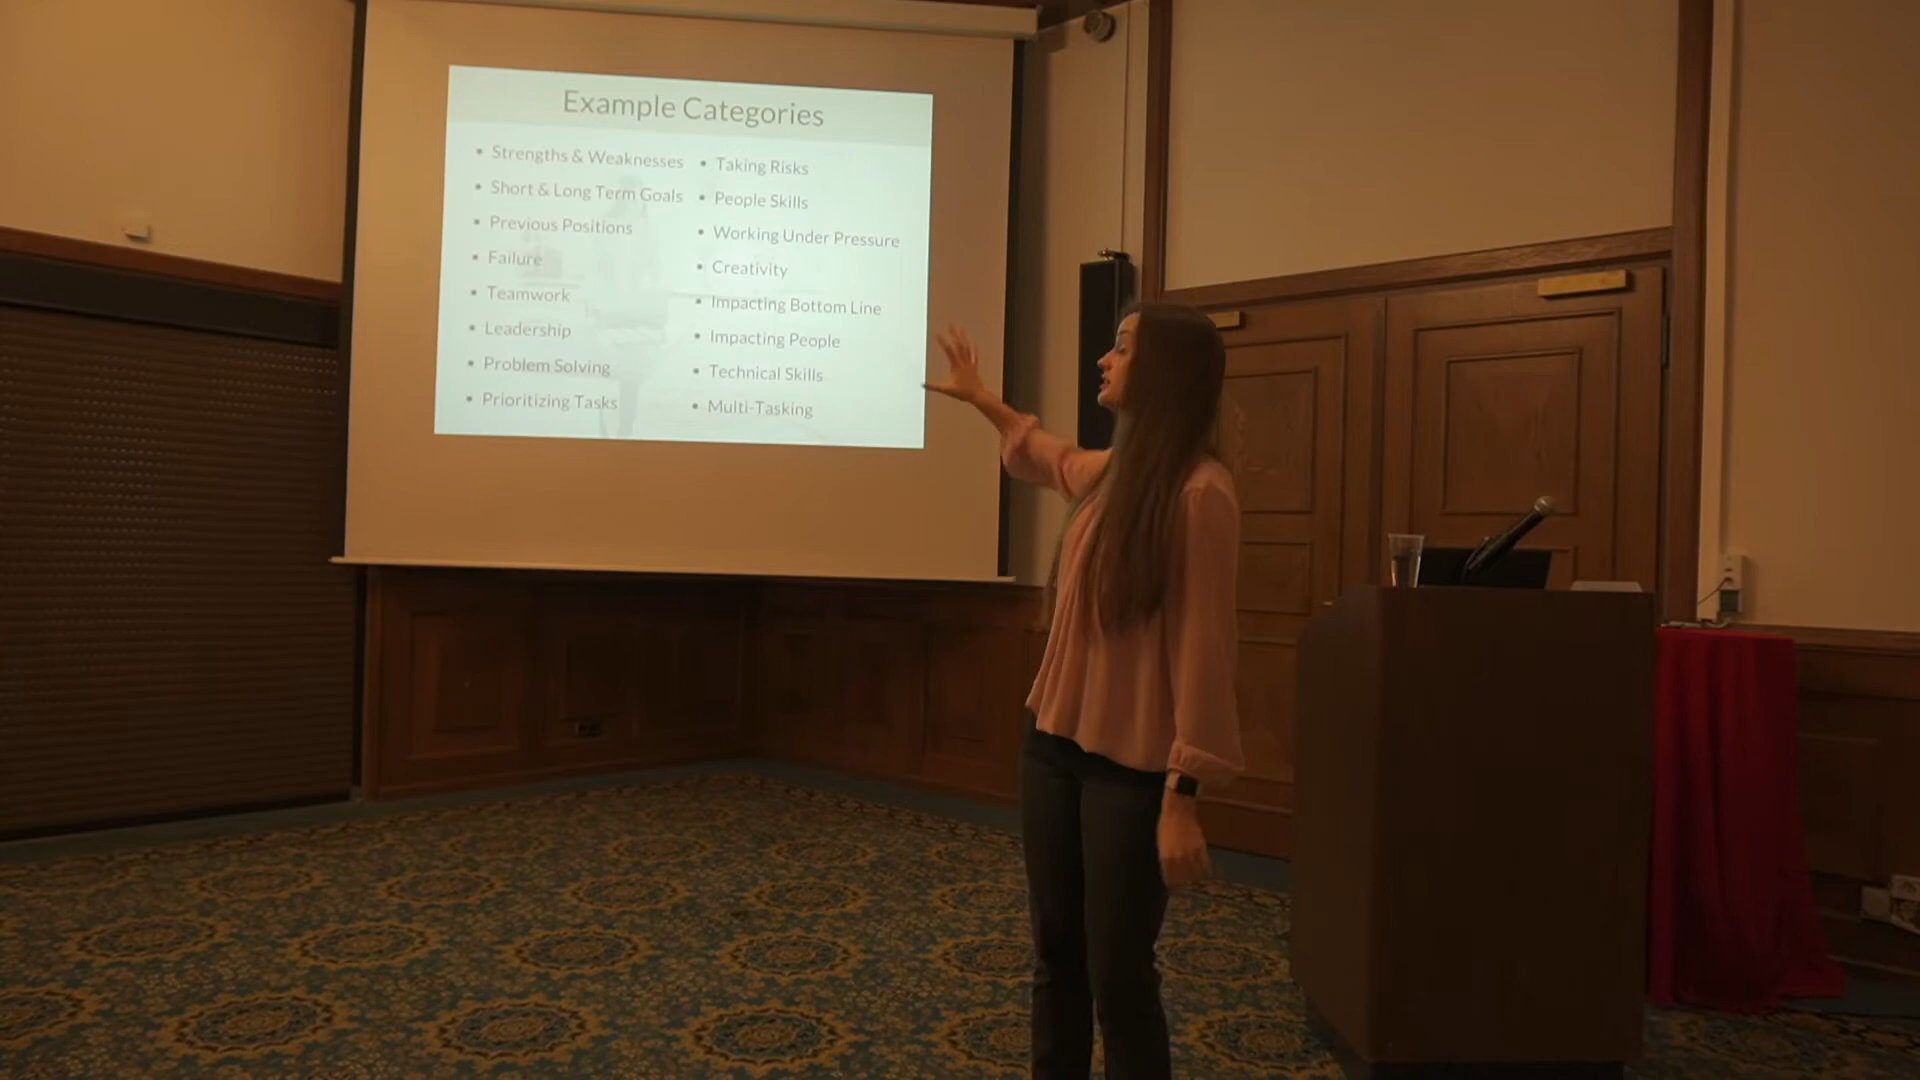 Example Categories
• Strengths & Weaknesses
• Short & Long Term Goals
• Previous Positions
• Failure
• Teamwork
• Leadership
• Problem Solving
• Prioritizing Tasks
• Taking Risks
• People Skills
• Working Under Pressure
• Creativity
• Impacting Bottom Line
• Impacting People
• Technical Skills
• Multi-Tasking